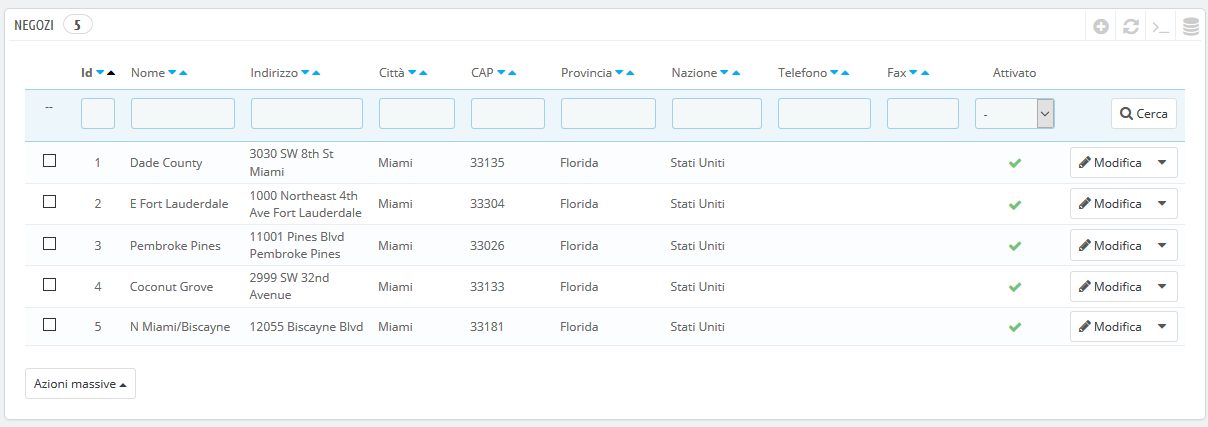 NEGOZI 5
Id Nome Indirizzo Città CAP Provincia Nazione Telefono Fax Attivato
-- - Cerca
1 Dade County 3030 SW 8th St Miami Miami 33135 Florida Stati Uniti Modifica
2 E Fort Lauderdale 1000 Northeast 4th Ave Fort Lauderdale Miami 33304 Florida Stati Uniti Modifica
3 Pembroke Pines 11001 Pines Blvd Pembroke Pines Miami 33026 Florida Stati Uniti Modifica
4 Coconut Grove 2999 SW 32nd Avenue Miami 33133 Florida Stati Uniti Modifica
5 N Miami/Biscayne 12055 Biscayne Blvd Miami 33181 Florida Stati Uniti Modifica
Azioni massive